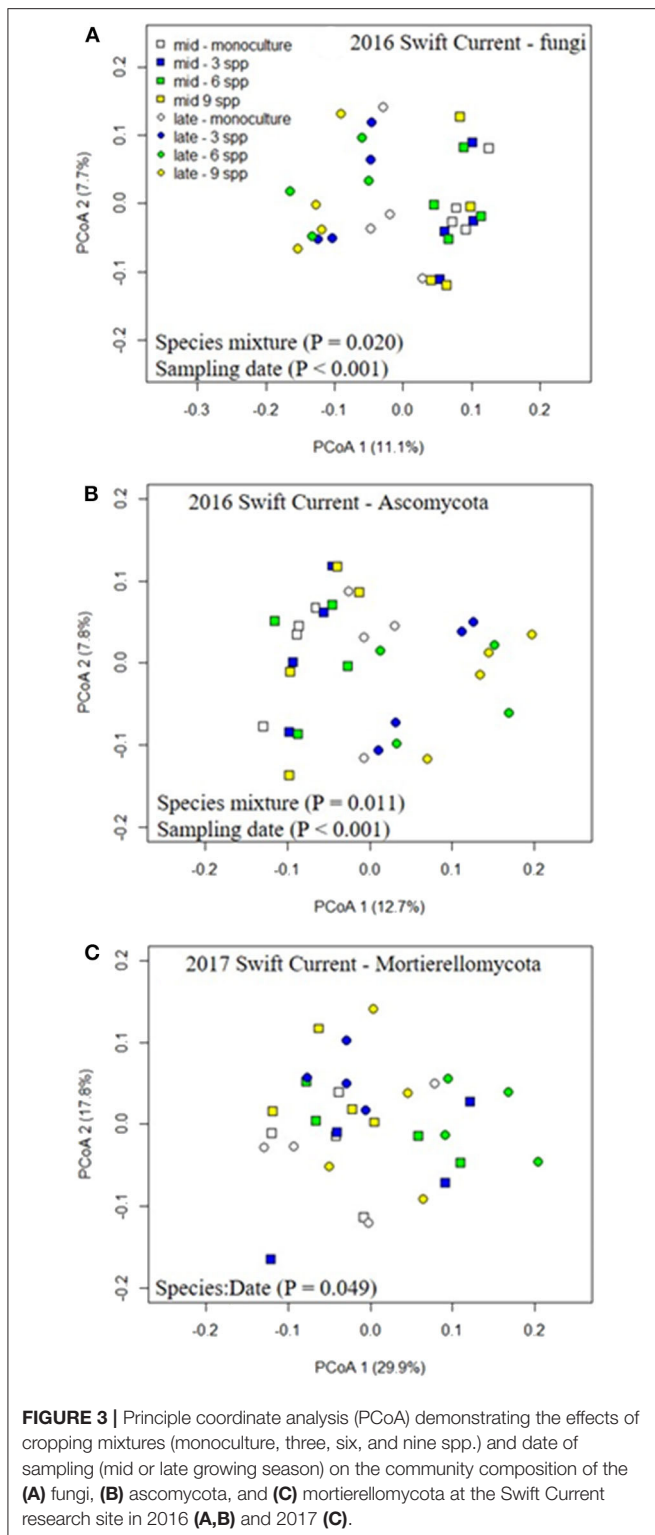 A
2016 Swift Current - fungi
mid - monoculture
mid - 3 spp
mid - 6 spp
mid 9 spp
late - monoculture
late - 3 spp
late - 6 spp
late - 9 spp
0.2
0.1
0.0
-0.1
-0.2
PCoA 2 (7.7%)
Species mixture (P = 0.020)
Sampling date (P < 0.001)
-0.3 -0.2 -0.1 0.0 0.1 0.2
PCoA 1 (11.1%)
B
2016 Swift Current - Ascomycota
0.2
0.1
0.0
-0.1
-0.2
PCoA 2 (7.8%)
Species mixture (P = 0.011)
Sampling date (P < 0.001)
-0.2 -0.1 0.0 0.1 0.2
PCoA 1 (12.7%)
C
2017 Swift Current - Mortierellomycota
0.2
0.1
0.0
-0.1
-0.2
PCoA 2 (17.8%)
Species:Date (P = 0.049)
-0.2 -0.1 0.0 0.1 0.2
PCoA 1 (29.9%)
FIGURE 3 | Principle coordinate analysis (PCoA) demonstrating the effects of
cropping mixtures (monoculture, three, six, and nine spp.) and date of
sampling (mid or late growing season) on the community composition of the
(A) fungi, (B) ascomycota, and (C) mortierellomycota at the Swift Current
research site in 2016 (A,B) and 2017 (C).